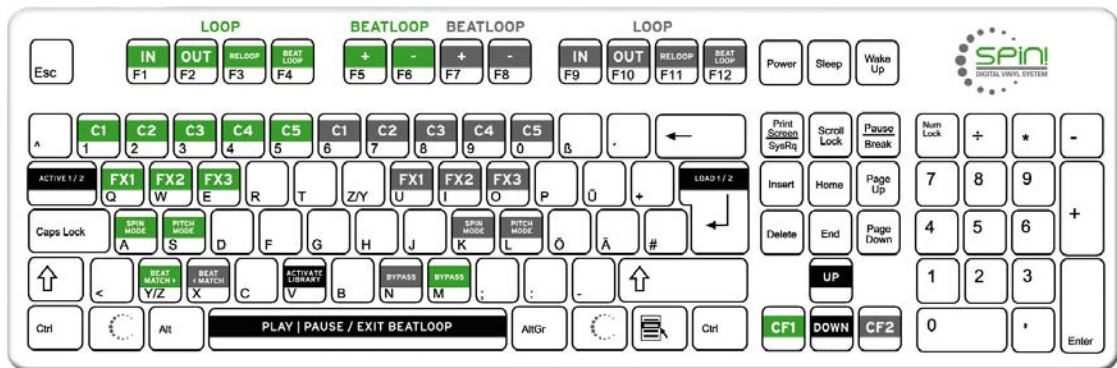 LOOP BEATLOOP BEATLOOP LOOP
Esc IN OUT RELOOP BEAT LOOP + - + - IN OUT RELOOP BEAT LOOP Power Sleep Wake Up SPiN!
F1 F2 F3 F4 F5 F6 F7 F8 F9 F10 F11 F12 DIGITAL VINYL SYSTEM
C1 C2 C3 C4 C5 C1 C2 C3 C4 C5 ← Print Screen SysRq Scroll Lock Pause Break Num Lock ÷ * -
^ 1 2 3 4 5 6 7 8 9 0 ß ´
ACTIVE 1 / 2 FX1 FX2 FX3 FX1 FX2 FX3 LOAD 1 / 2 Insert Home Page Up 7 8 9 +
Q W E R T Z/Y U I O P Ü +
Caps Lock SPIN MODE PITCH MODE SPIN MODE PITCH MODE Delete End Page Down 4 5 6
A S D F G H J K L Ö Ä #
BEAT MATCH > BEAT < MATCH ACTIVATE LIBRARY BYPASS BYPASS UP 1 2 3
< Y/Z X C V B N M ; : -
Ctrl Alt PLAY | PAUSE / EXIT BEATLOOP AltGr Ctrl CF1 DOWN CF2 0 , Enter